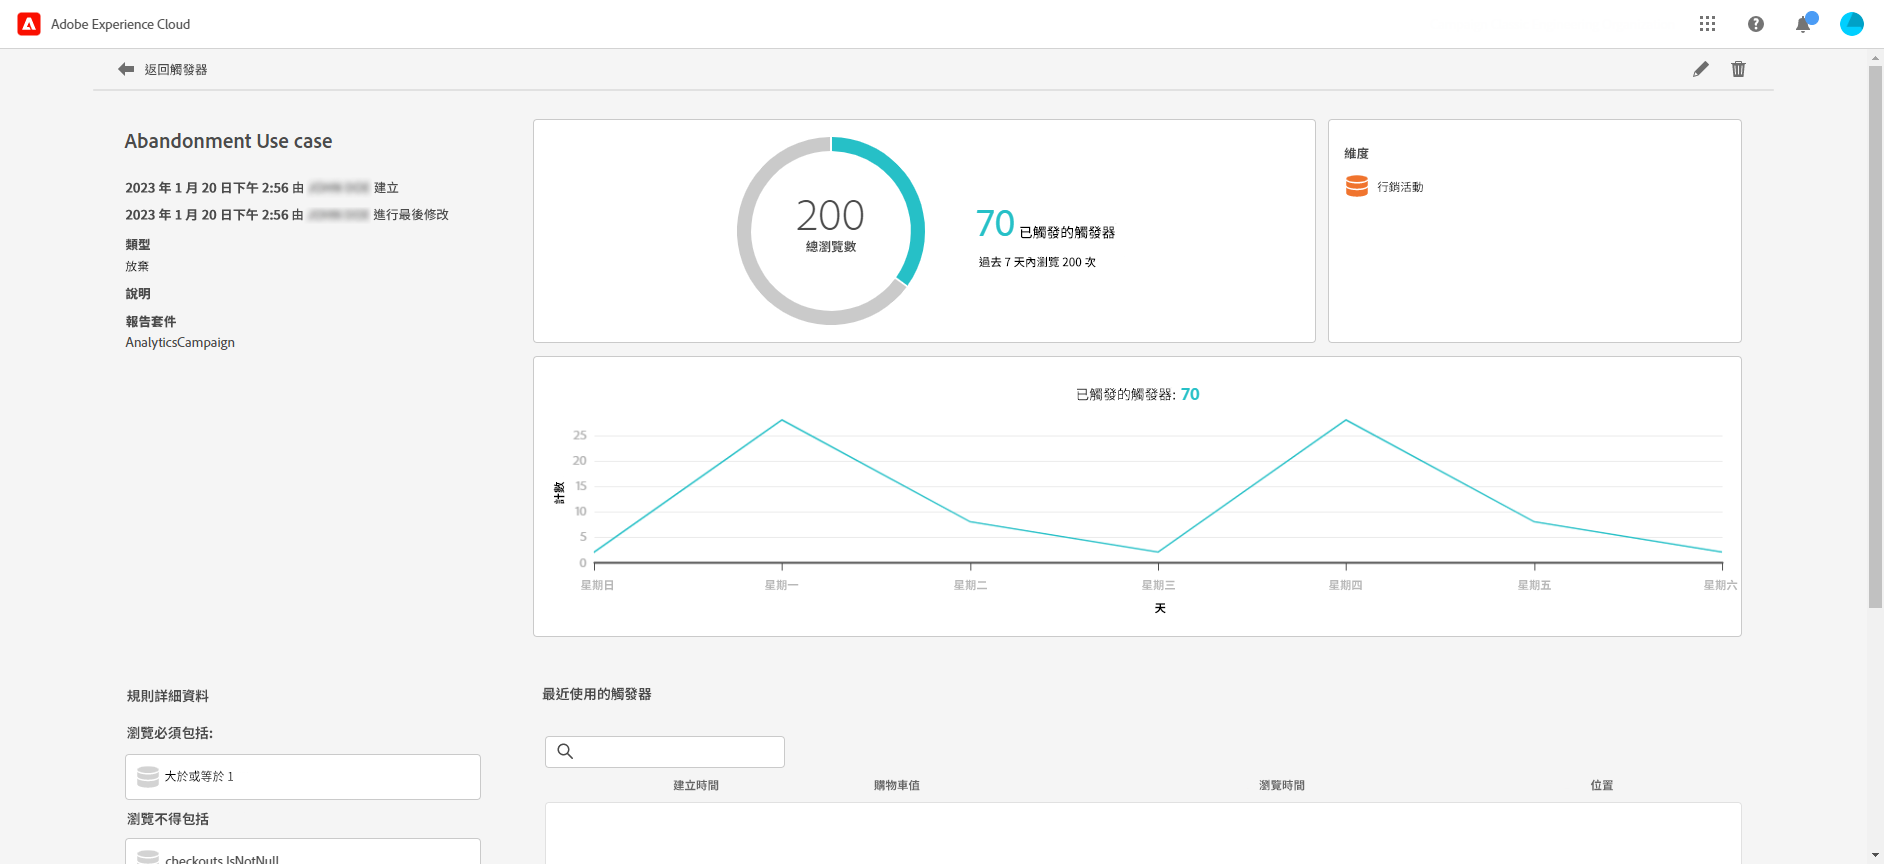 Adobe Experience Cloud
返回觸發器
Abandonment Use case
2023 年 1 月 20 日下午 2:56 由 建立
2023 年 1 月 20 日下午 2:56 由 進行最後修改
類型
放棄
說明
報告套件
AnalyticsCampaign
200
總瀏覽數
70 已觸發的觸發器
過去 7 天內瀏覽 200 次
維度
行銷活動
已觸發的觸發器: 70
25
20
15
10
5
0
計數
星期日 星期一 星期二 星期三 星期四 星期五 星期六
天
規則詳細資料
瀏覽必須包括:
大於或等於 1
瀏覽不得包括
checkouts IsNotNull
最近使用的觸發器
建立時間 購物車值 瀏覽時間 位置